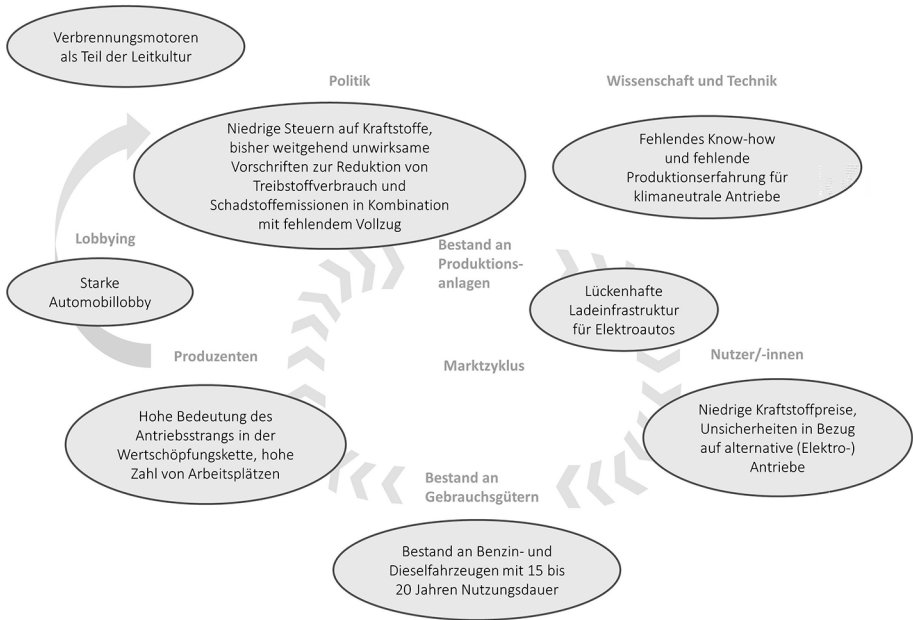 Verbrennungsmotoren
als Teil der Leitkultur
Politik
Wissenschaft und Technik
Niedrige Steuern auf Kraftstoffe,
bisher weitgehend unwirksame
Vorschriften zur Reduktion von
Treibstoffverbrauch und
Schadstoffemissionen in Kombination
mit fehlendem Vollzug
Fehlendes Know-how
und fehlende
Produktionserfahrung für
klimaneutrale Antriebe
Lobbying
Bestand an
Produktions-
anlagen
Starke
Automobillobby
Lückenhafte
Ladeinfrastruktur
für Elektroautos
Produzenten
Marktzyklus
Nutzer/-innen
Hohe Bedeutung des
Antriebsstrangs in der
Wertschöpfungskette, hohe
Zahl von Arbeitsplätzen
Niedrige Kraftstoffpreise,
Unsicherheiten in Bezug
auf alternative (Elektro-)
Antriebe
Bestand an
Gebrauchsgütern
Bestand an Benzin- und
Dieselfahrzeugen mit 15 bis
20 Jahren Nutzungsdauer